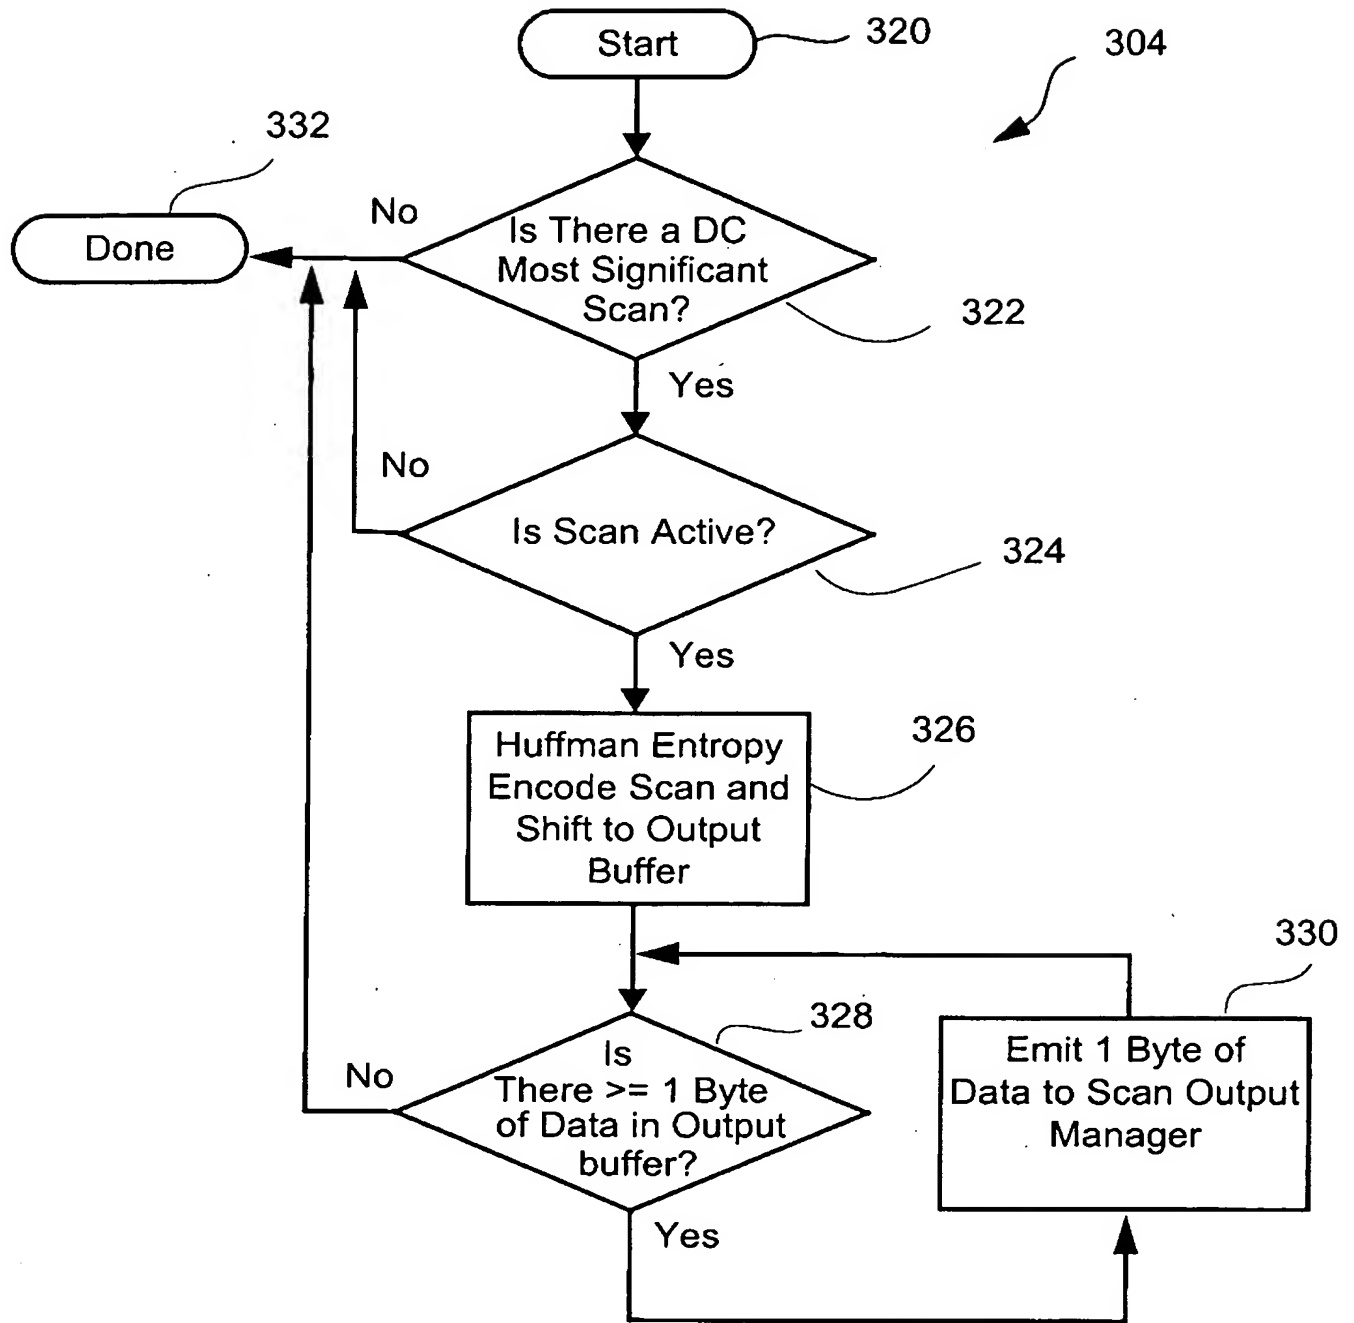 Start
320
304
332
Done
No
Is There a DC
Most Significant
Scan?
322
Yes
No
Is Scan Active?
324
Yes
Huffman Entropy
Encode Scan and
Shift to Output
Buffer
326
330
328
Is
There >= 1 Byte
of Data in Output
buffer?
No
Emit 1 Byte of
Data to Scan Output
Manager
Yes